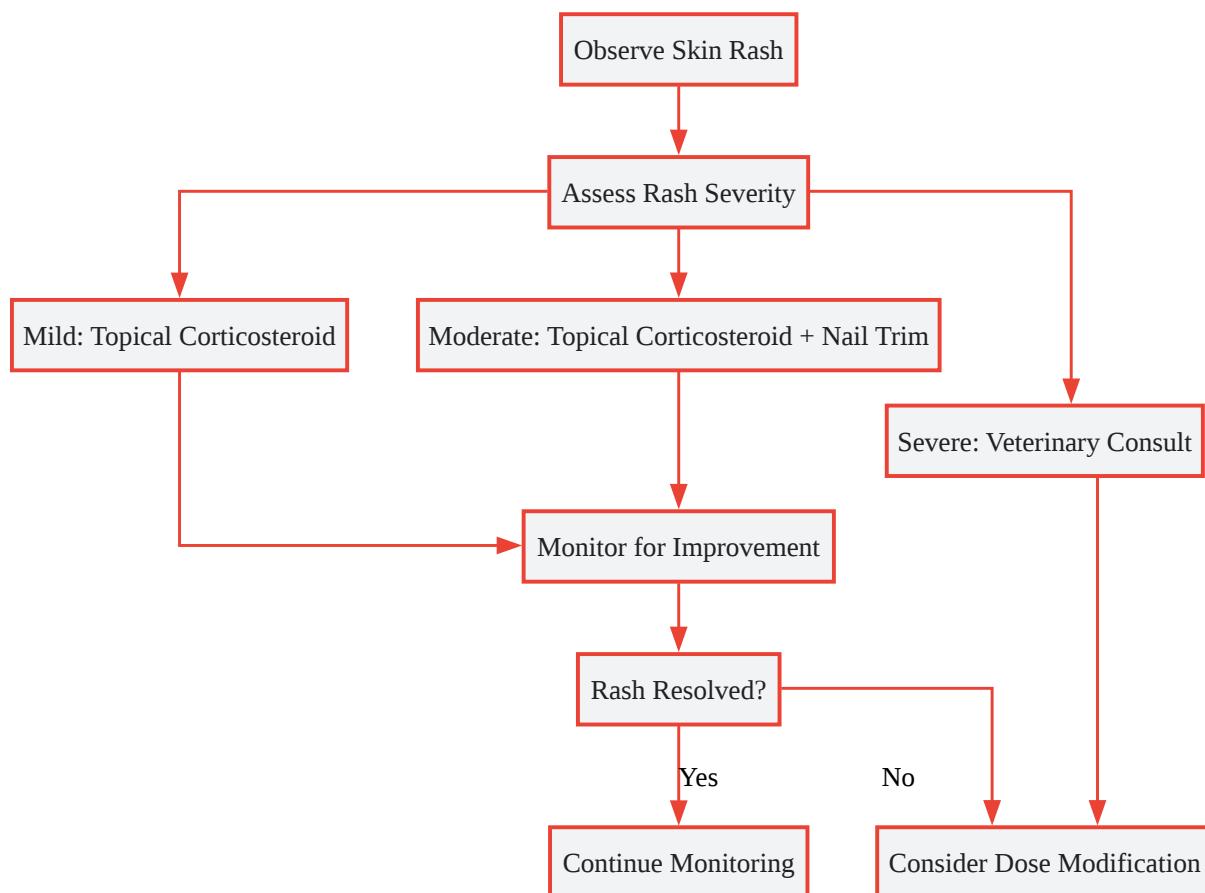 Observe Skin Rash
Assess Rash Severity
Mild: Topical Corticosteroid
Moderate: Topical Corticosteroid + Nail Trim
Severe: Veterinary Consult
Monitor for Improvement
Rash Resolved?
Yes
No
Continue Monitoring
Consider Dose Modification